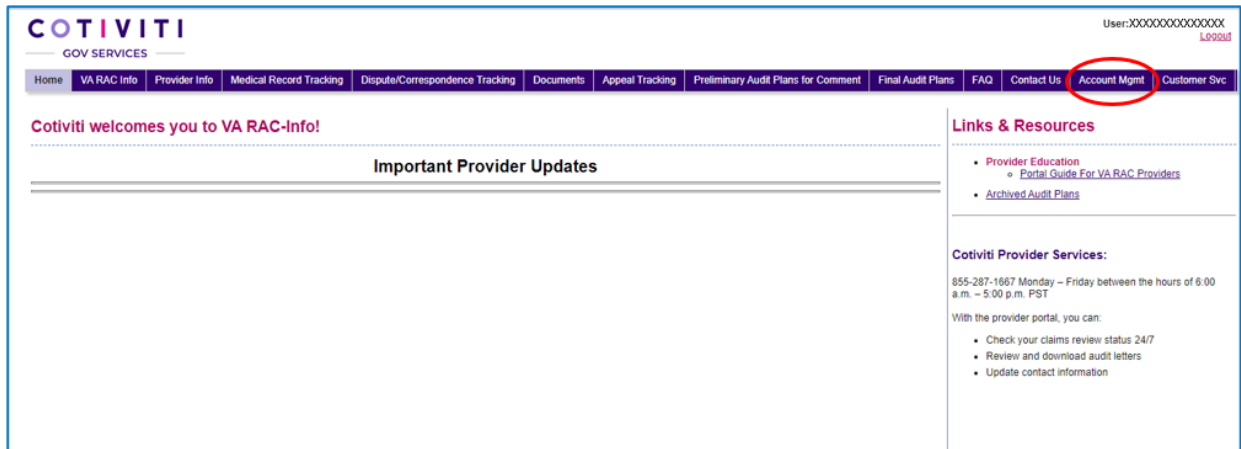 COTIVITI
GOV SERVICES
User:XXXXXXXXXXXXXX
Logout
Home VA RAC Info Provider Info Medical Record Tracking Dispute/Correspondence Tracking Documents Appeal Tracking Preliminary Audit Plans for Comment Final Audit Plans FAQ Contact Us Account Mgmt Customer Svc
Cotiviti welcomes you to VA RAC-Info!
Important Provider Updates
Links & Resources
Provider Education
Portal Guide For VA RAC Providers
Archived Audit Plans
Cotiviti Provider Services:
855-287-1667 Monday – Friday between the hours of 6:00
a.m. – 5:00 p.m. PST
With the provider portal, you can:
Check your claims review status 24/7
Review and download audit letters
Update contact information